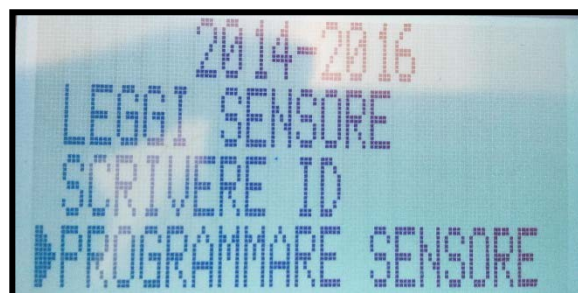 2014-2016
LEGGI SENSORE
SCRIVERE ID
PROGRAMMARE SENSORE